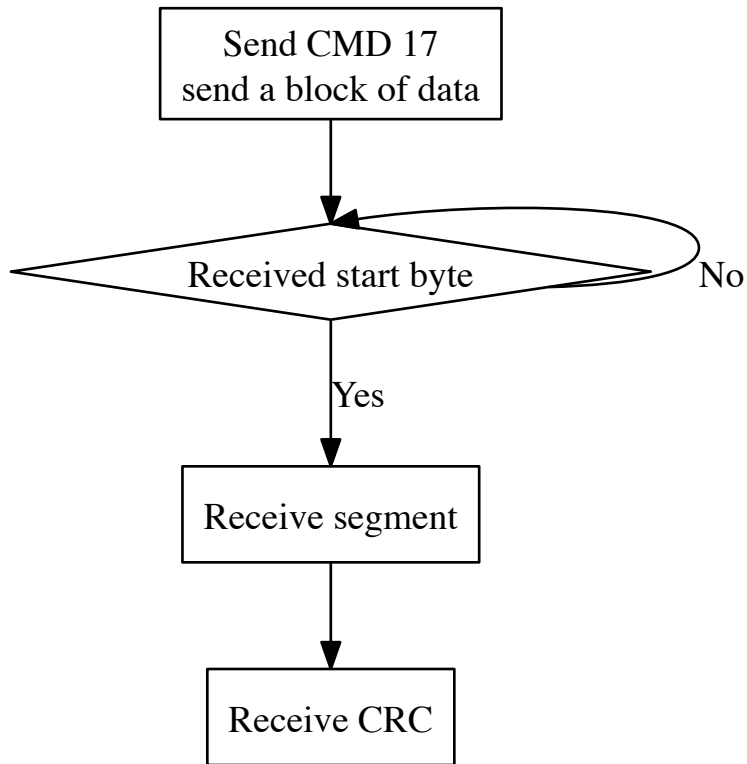 Send CMD 17
send a block of data
Received start byte
No
Yes
Receive segment
Receive CRC